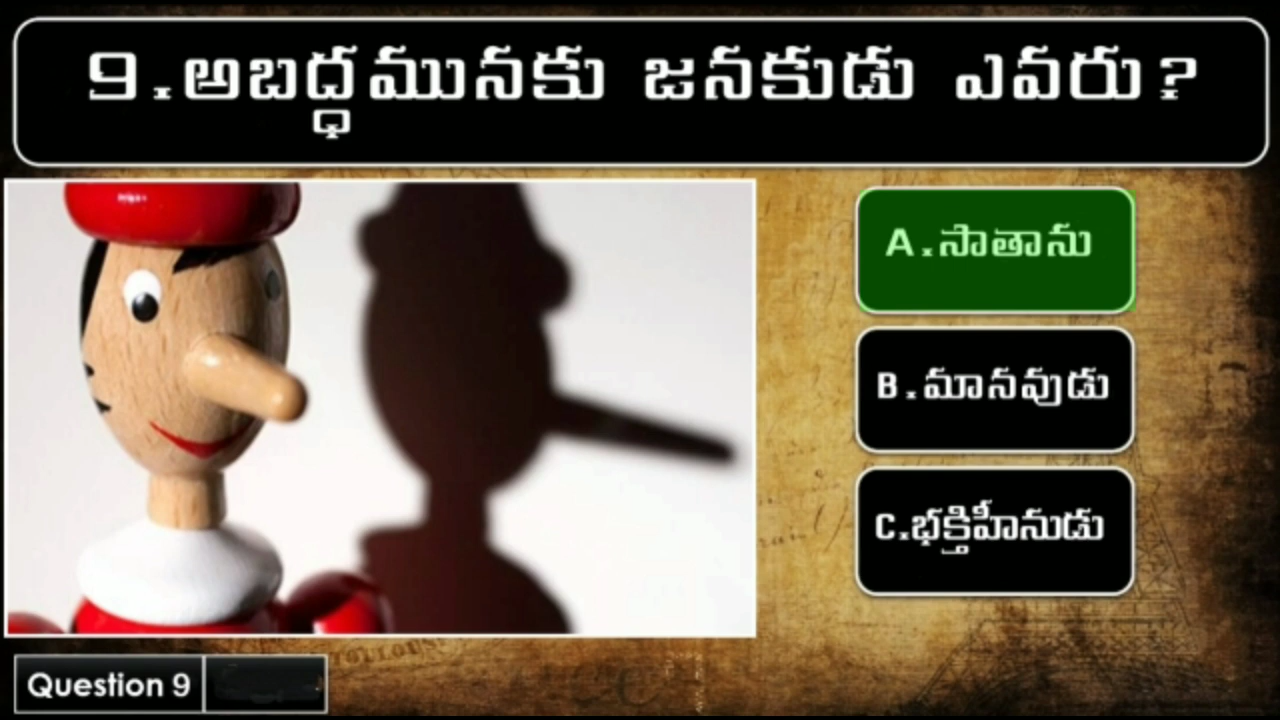 9.అబద్ధమునకు జనకుడు ఎవరు?
A.సాతాను
B.మానవుడు
C.భక్తిహీనుడు
Question 9